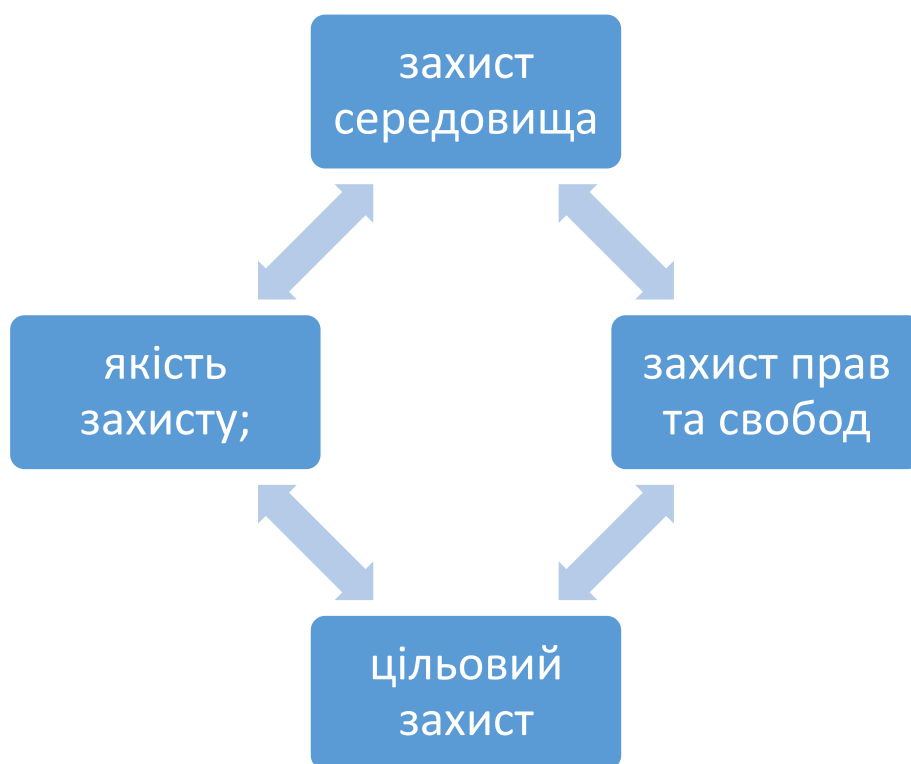 захист
середовища
якість
захисту;
захист прав
та свобод
цільовий
захист